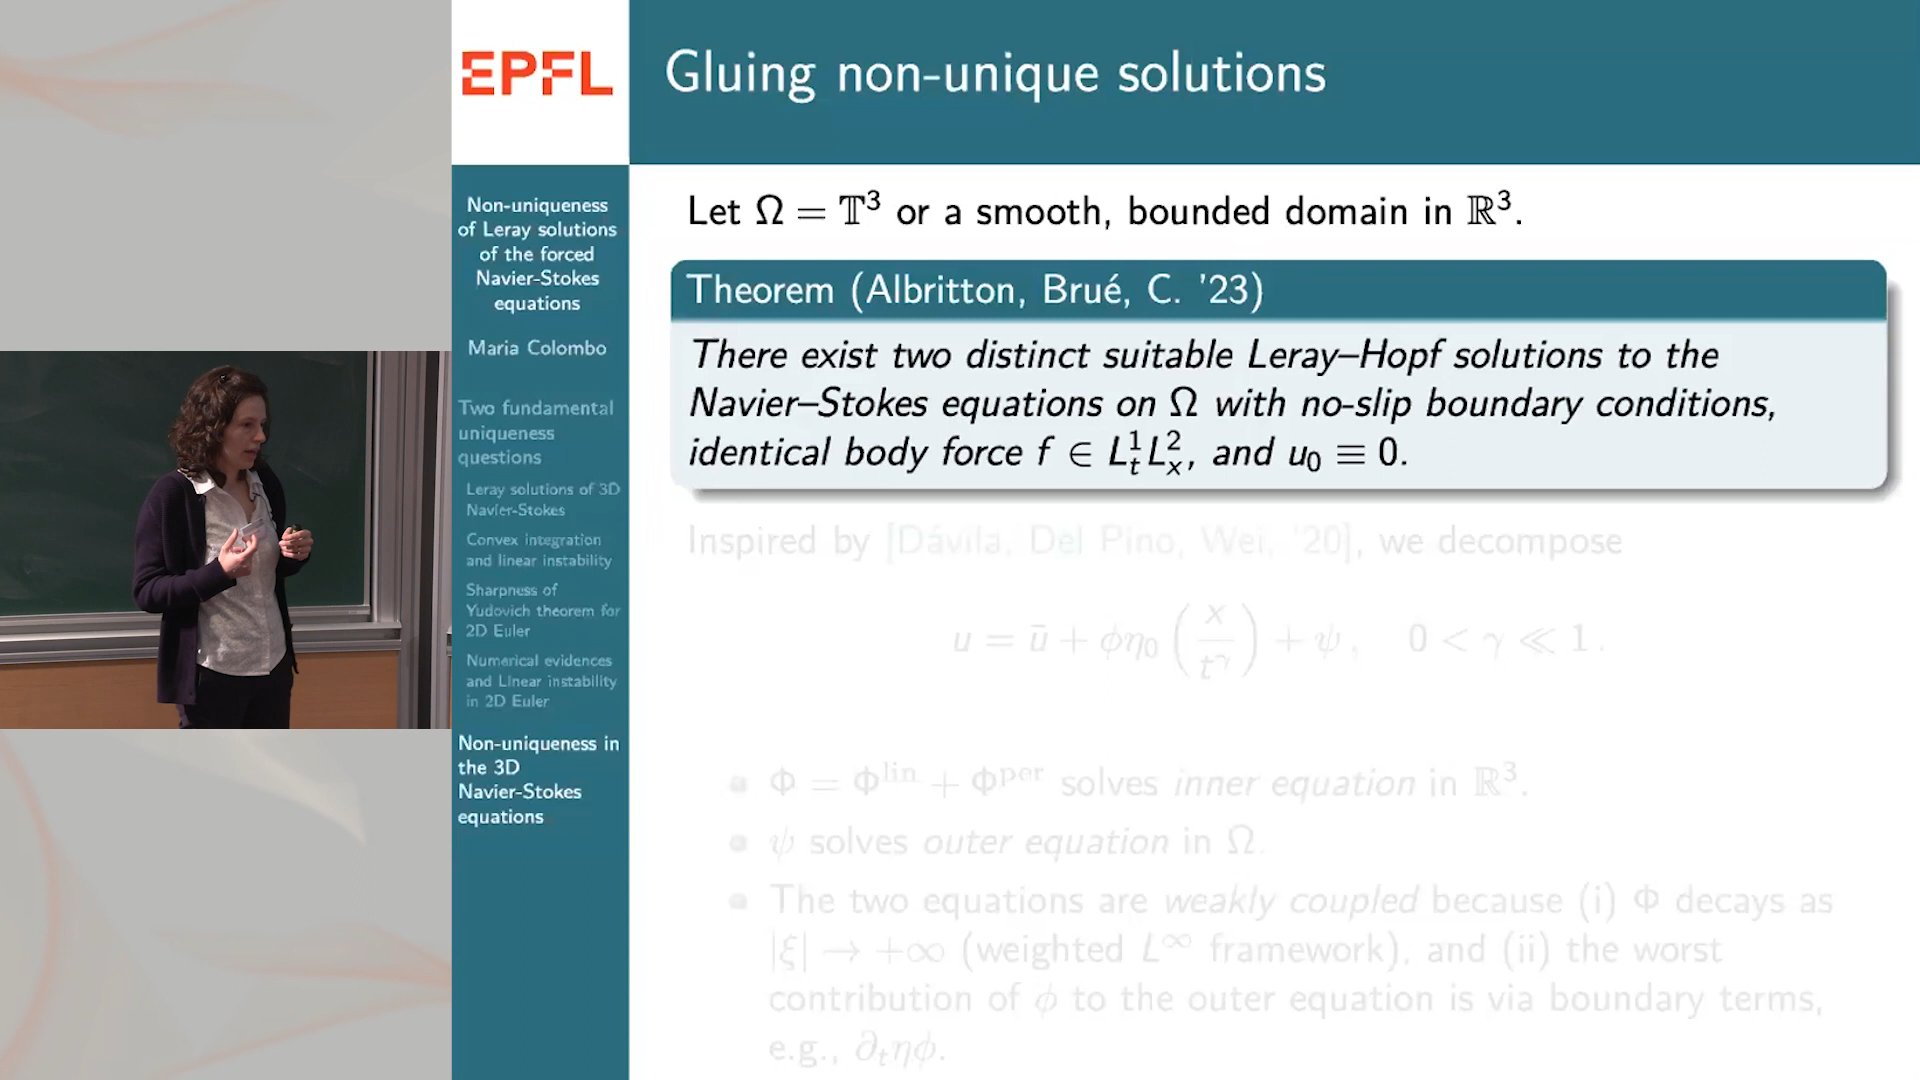 EPFL
Gluing non-unique solutions
Non-uniqueness
of Leray solutions
of the forced
Navier-Stokes
equations
Maria Colombo
Two fundamental
uniqueness
questions
Leray solutions of 3D
Navier-Stokes
Convex integration
and linear instability
Sharpness of
Yudovich theorem for
2D Euler
Numerical evidences
and LInear instability
in 2D Euler
Non-uniqueness in
the 3D
Navier-Stokes
equations
Let Ω = 𝕋³ or a smooth, bounded domain in ℝ³.
Theorem (Albritton, Brué, C. '23)
There exist two distinct suitable Leray–Hopf solutions to the
Navier–Stokes equations on Ω with no-slip boundary conditions,
identical body force f ∈ L¹ₜL²ₓ, and u₀ ≡ 0.
Inspired by [Dávila, Del Pino, Wei, '20], we decompose
u = ū + ϕη₀ (x/t^γ) + ψ, 0 < γ ≪ 1.
Φ = Φ^lin + Φ^per solves inner equation in ℝ³.
ψ solves outer equation in Ω.
The two equations are weakly coupled because (i) Φ decays as
|ξ| → +∞ (weighted L^∞ framework), and (ii) the worst
contribution of ϕ to the outer equation is via boundary terms,
e.g., ∂ₜηϕ.